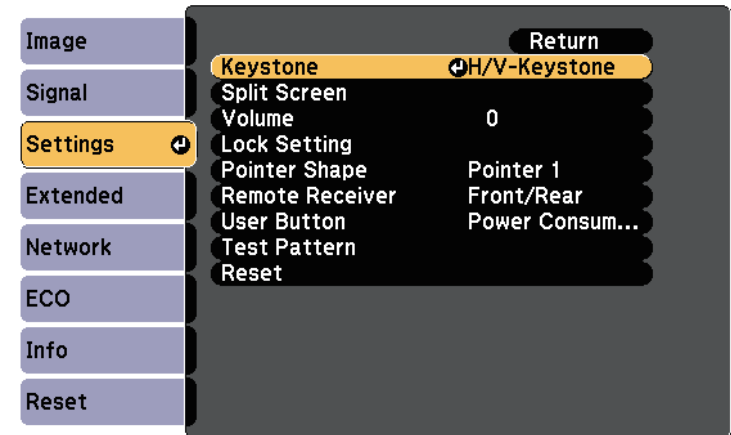 Image
Signal
Settings
Extended
Network
ECO
Info
Reset
Return
Keystone H/V-Keystone
Split Screen
Volume 0
Lock Setting
Pointer Shape Pointer 1
Remote Receiver Front/Rear
User Button Power Consum...
Test Pattern
Reset